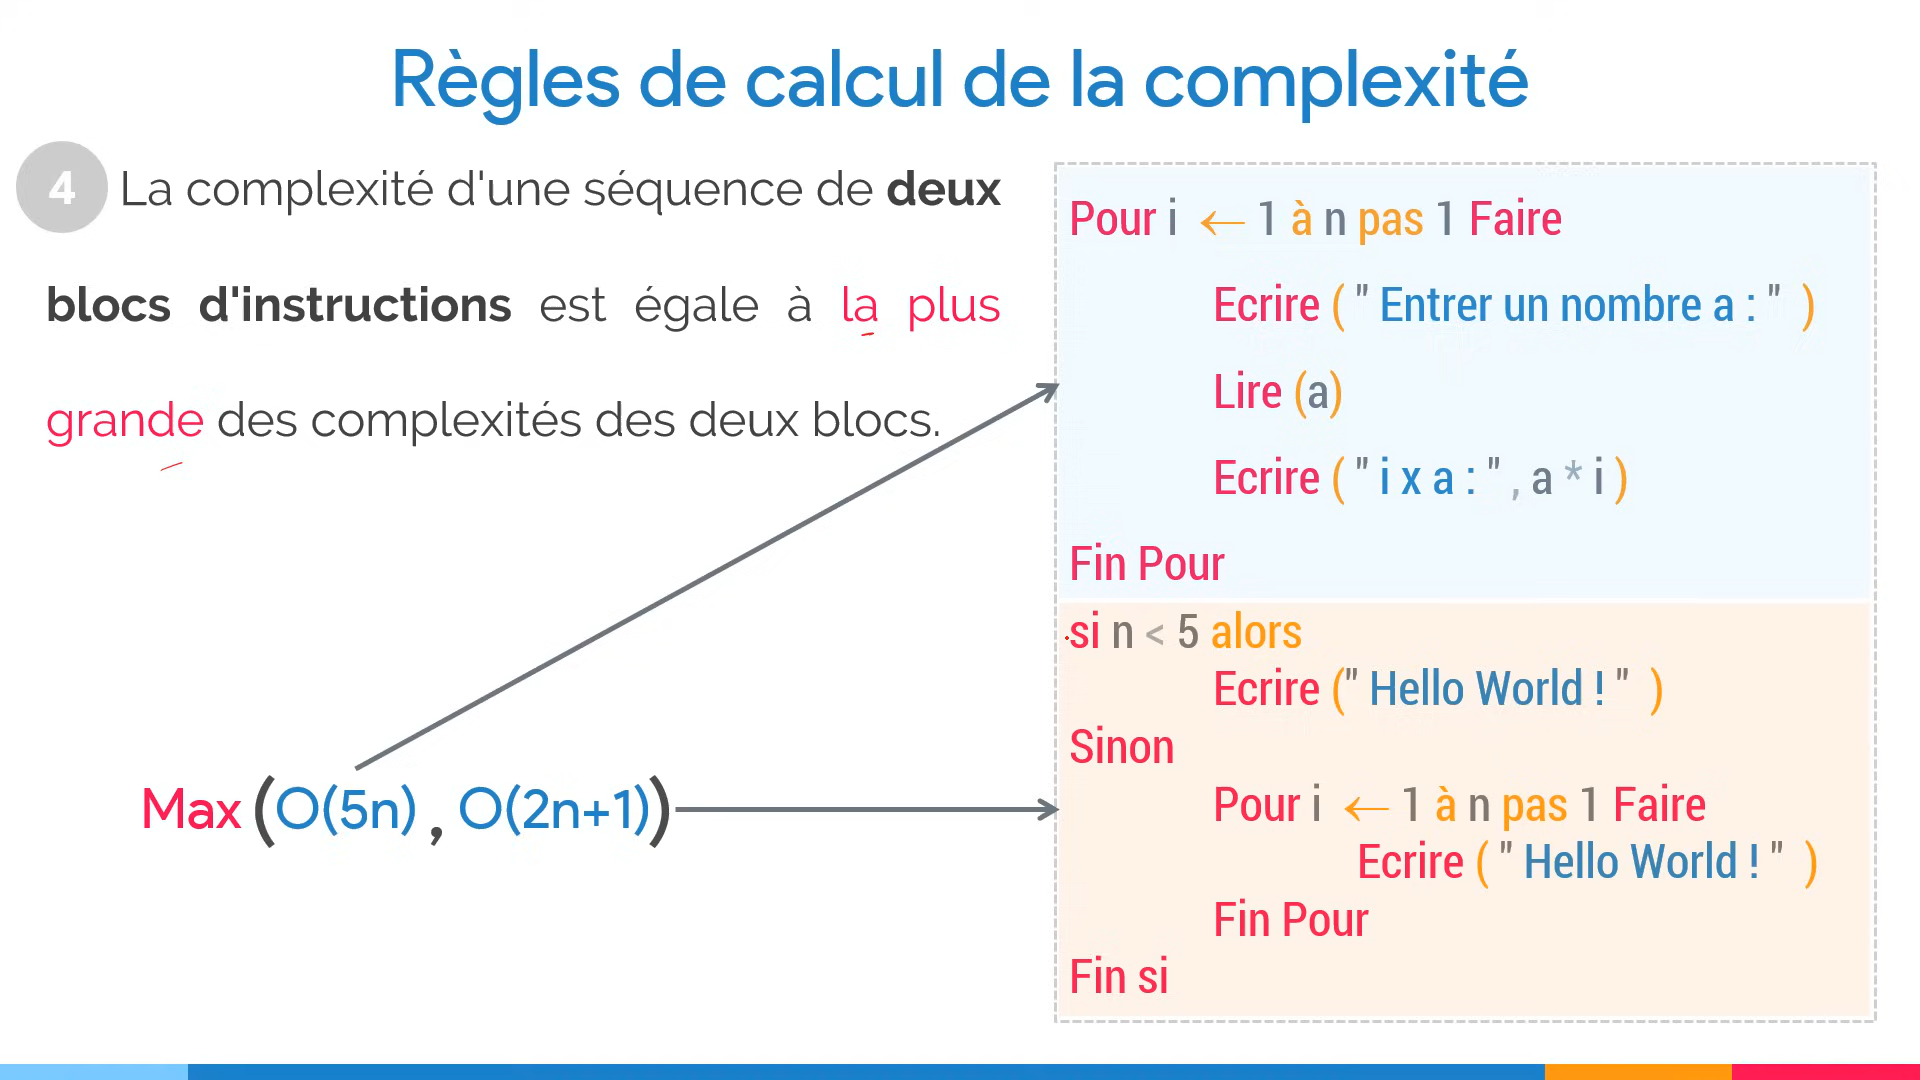 Règles de calcul de la complexité
4 La complexité d'une séquence de deux
blocs d'instructions est égale à la plus
grande des complexités des deux blocs.
Max (O(5n) , O(2n+1))
Pour i ← 1 à n pas 1 Faire
Ecrire ( " Entrer un nombre a : " )
Lire (a)
Ecrire ( " i x a : " , a * i )
Fin Pour
si n < 5 alors
Ecrire (" Hello World ! " )
Sinon
Pour i ← 1 à n pas 1 Faire
Ecrire ( " Hello World ! " )
Fin Pour
Fin si